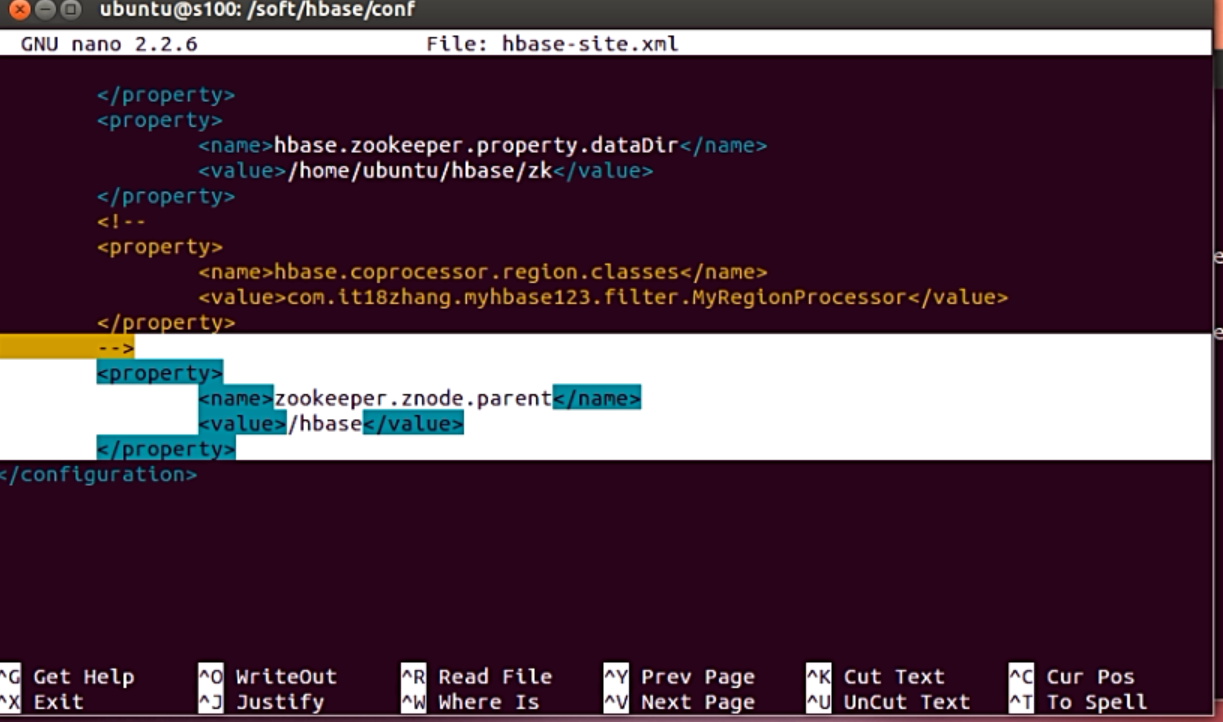 ubuntu@s100: /soft/hbase/conf
GNU nano 2.2.6 File: hbase-site.xml
</property>
<property>
<name>hbase.zookeeper.property.dataDir</name>
<value>/home/ubuntu/hbase/zk</value>
</property>
<!--
<property>
<name>hbase.coprocessor.region.classes</name>
<value>com.it18zhang.myhbase123.filter.MyRegionProcessor</value>
</property>
-->
<property>
<name>zookeeper.znode.parent</name>
<value>/hbase</value>
</property>
</configuration>
^G Get Help ^O WriteOut ^R Read File ^Y Prev Page ^K Cut Text ^C Cur Pos
^X Exit ^J Justify ^W Where Is ^V Next Page ^U UnCut Text ^T To Spell